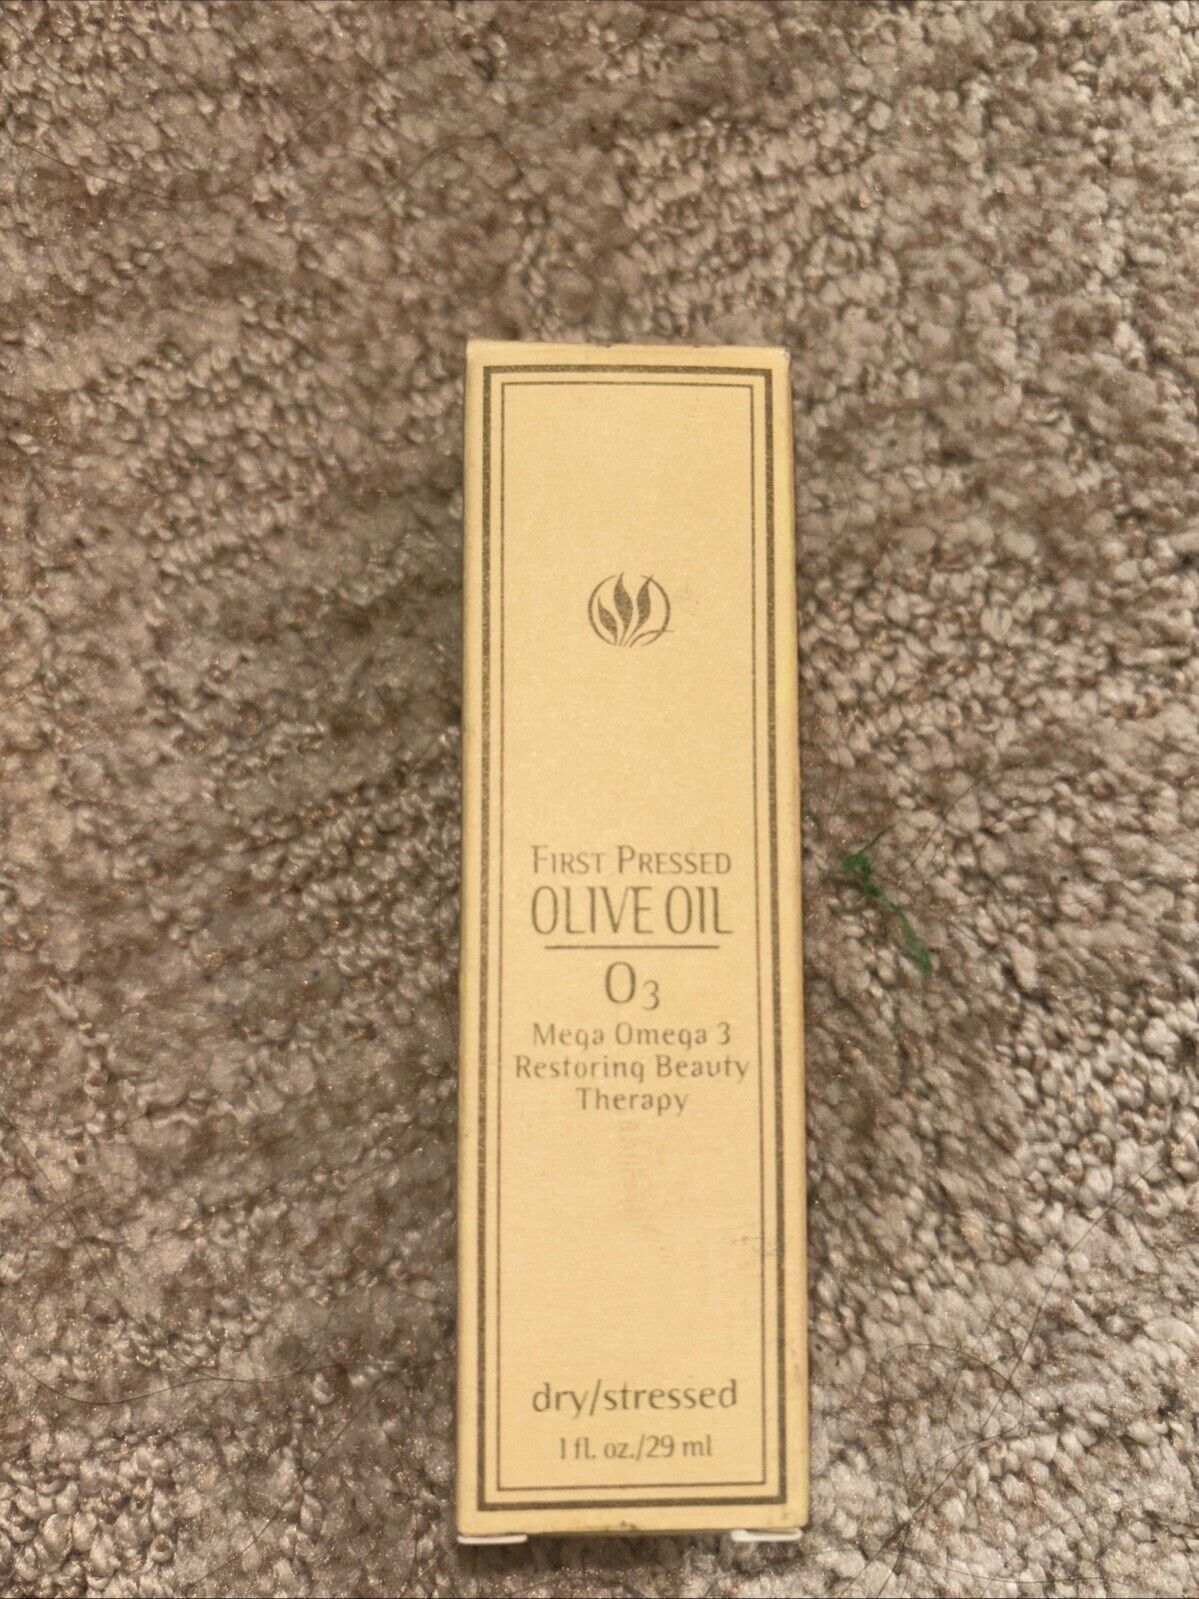 FIRST PRESSED
OLIVE OIL
O3
Mega Omega 3
Restoring Beauty
Therapy
dry/stressed
1 fl. oz./29 ml